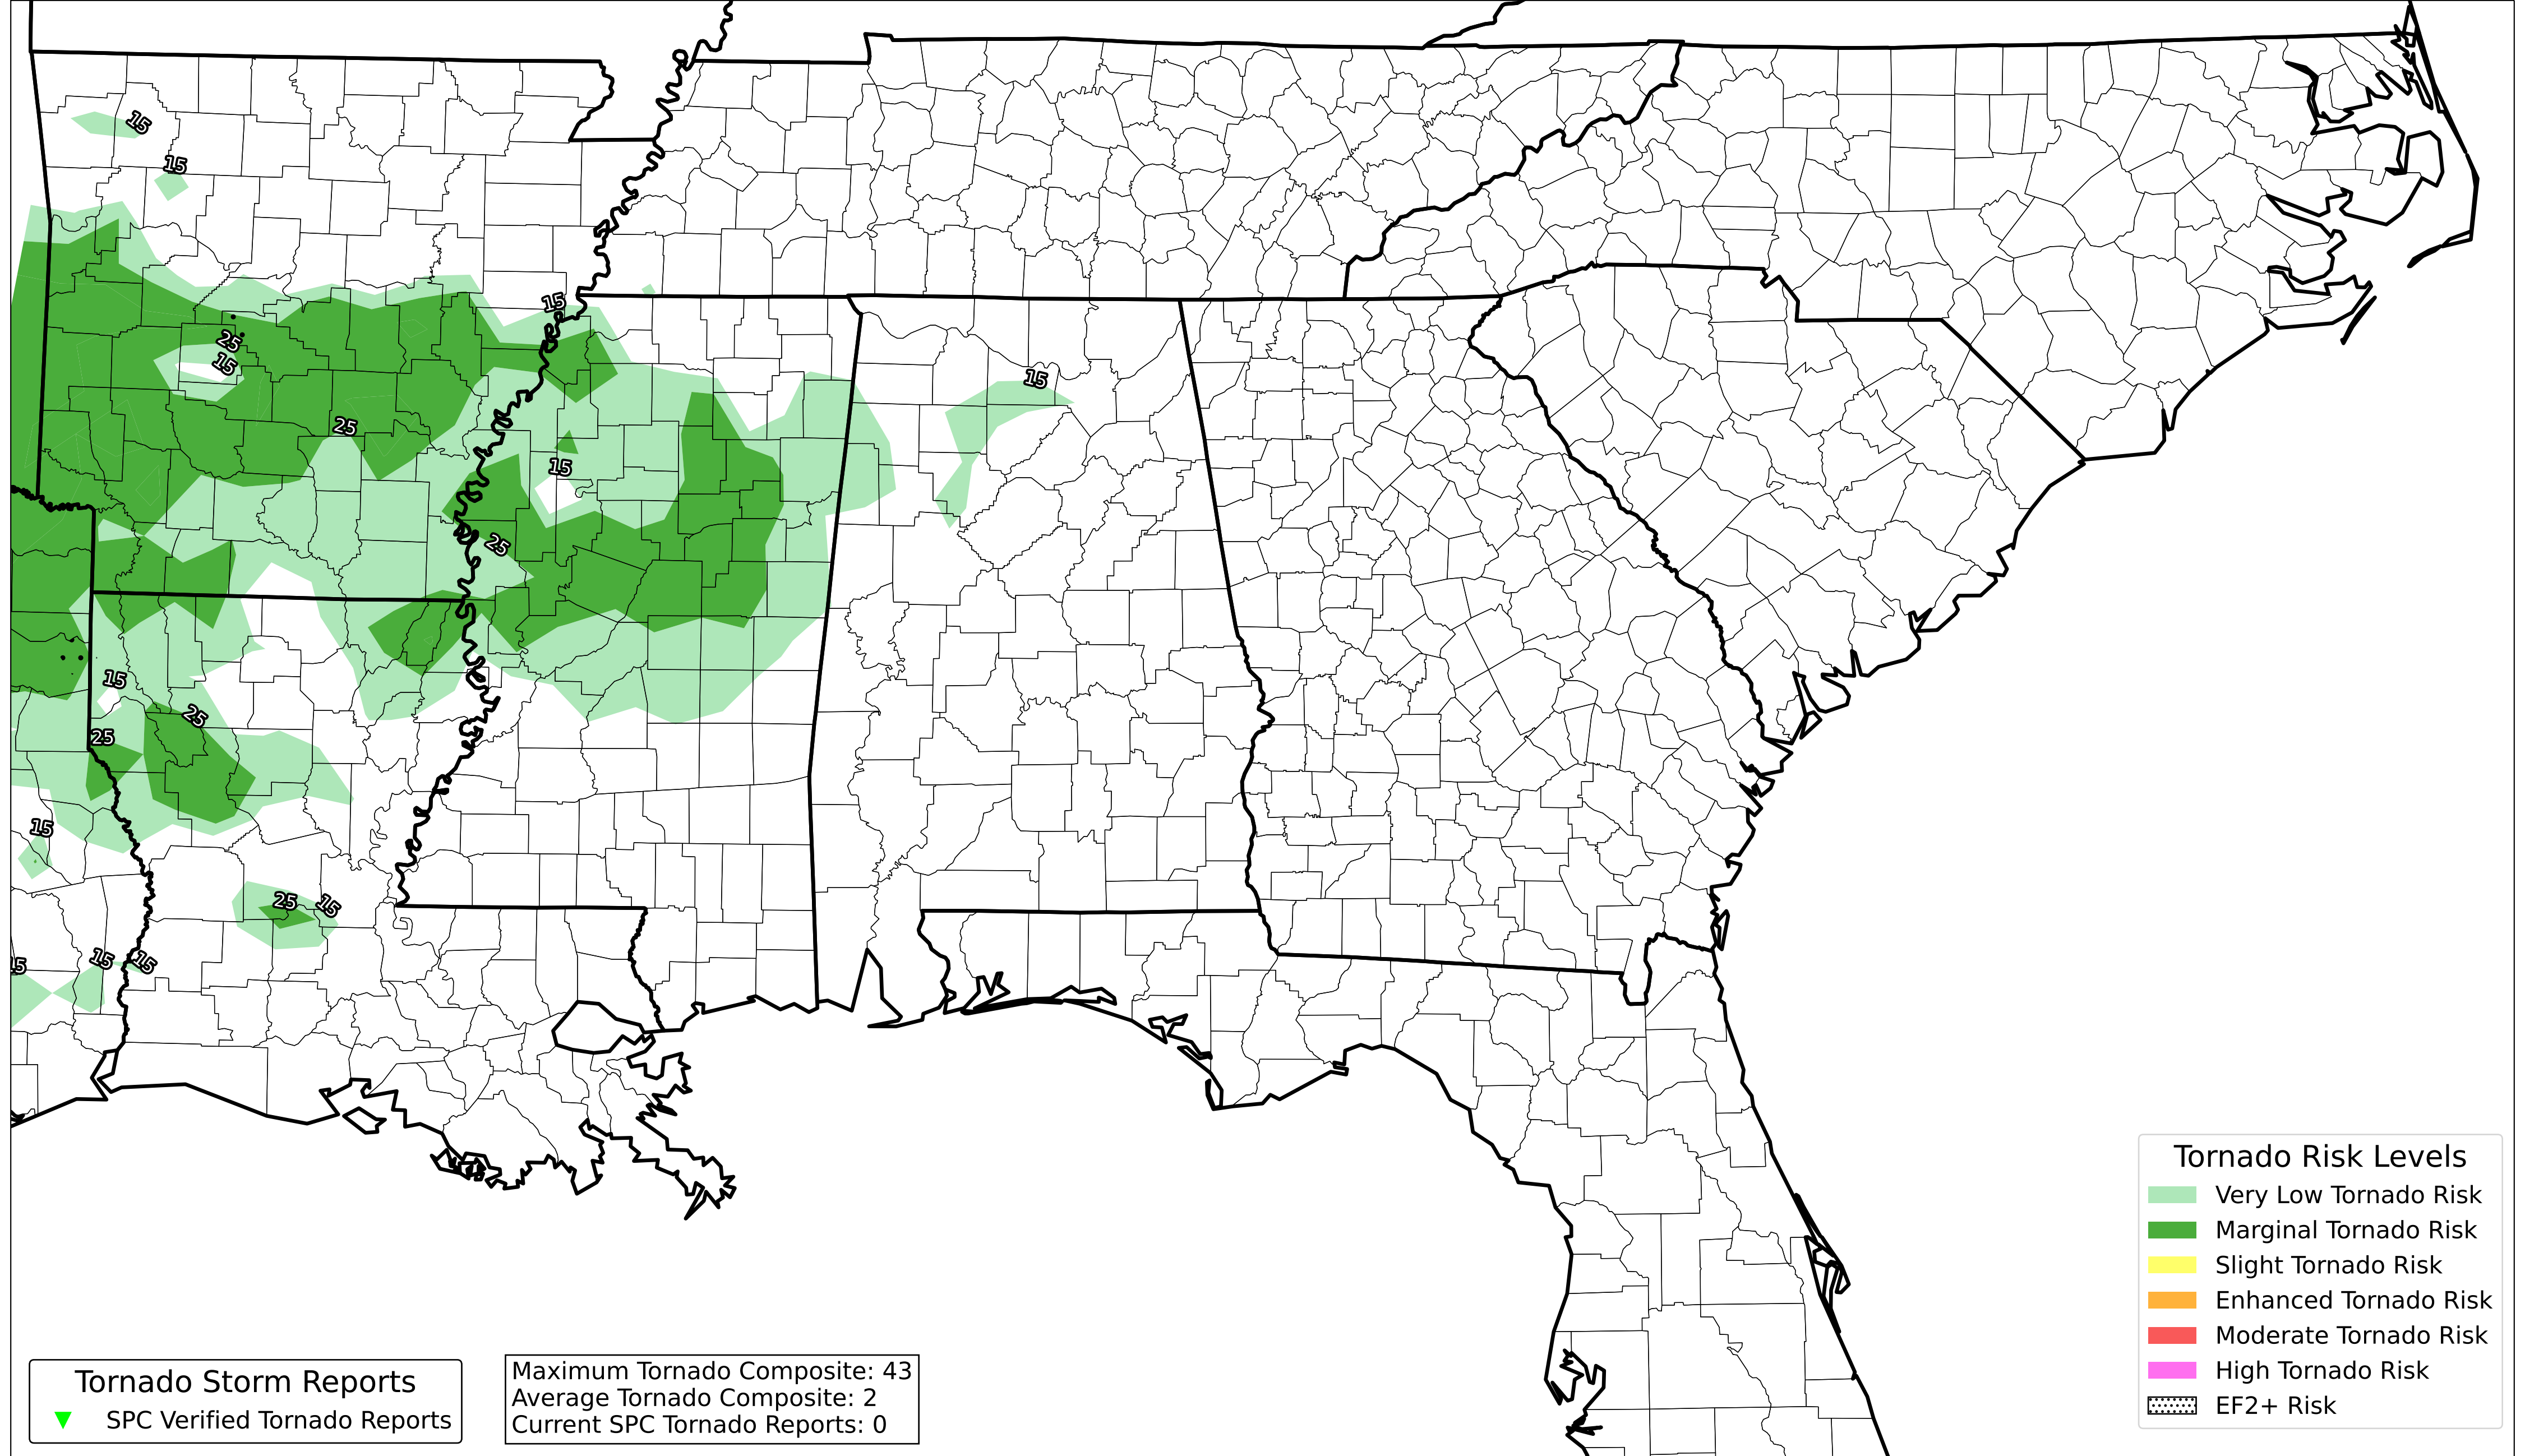 15
15
15
25
15
15
25
15
25
15
25
25
15
25
15
15
15
15
Tornado Risk Levels
Very Low Tornado Risk
Marginal Tornado Risk
Slight Tornado Risk
Enhanced Tornado Risk
Moderate Tornado Risk
High Tornado Risk
EF2+ Risk
Tornado Storm Reports
SPC Verified Tornado Reports
Maximum Tornado Composite: 43
Average Tornado Composite: 2
Current SPC Tornado Reports: 0